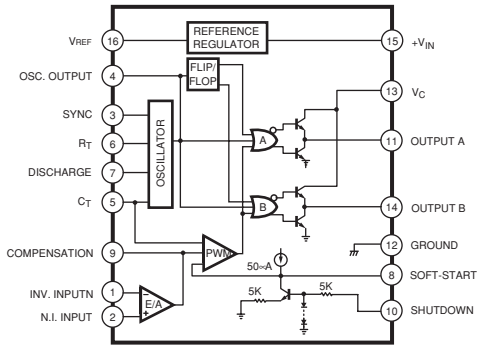 VREF 16 REFERENCE REGULATOR 15 +VIN
OSC. OUTPUT 4 FLIP/ FLOP 13 VC
SYNC 3
RT 6 OSCILLATOR A 11 OUTPUT A
DISCHARGE 7
CT 5 B 14 OUTPUT B
COMPENSATION 9 PWM 12 GROUND
50∝A 8 SOFT-START
INV. INPUTN 1 − E/A 5K 5K
N.I. INPUT 2 + 10 SHUTDOWN